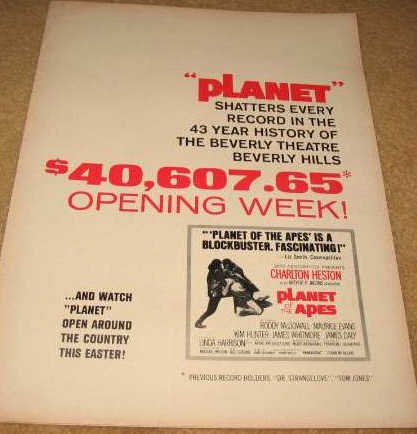 "PLANET"
SHATTERS EVERY
RECORD IN THE
43 YEAR HISTORY OF
THE BEVERLY THEATRE
BEVERLY HILLS
$40,607.65*
OPENING WEEK!
"'PLANET OF THE APES' IS A
BLOCKBUSTER. FASCINATING!"
—Liz Smith, Cosmopolitan
CHARLTON HESTON
PLANET
OF THE APES
RODDY McDOWALL MAURICE EVANS
KIM HUNTER JAMES WHITMORE JAMES DALY
LINDA HARRISON
...AND WATCH
"PLANET"
OPEN AROUND
THE COUNTRY
THIS EASTER!
* PREVIOUS RECORD HOLDERS, "DR. STRANGELOVE", "TOM JONES"